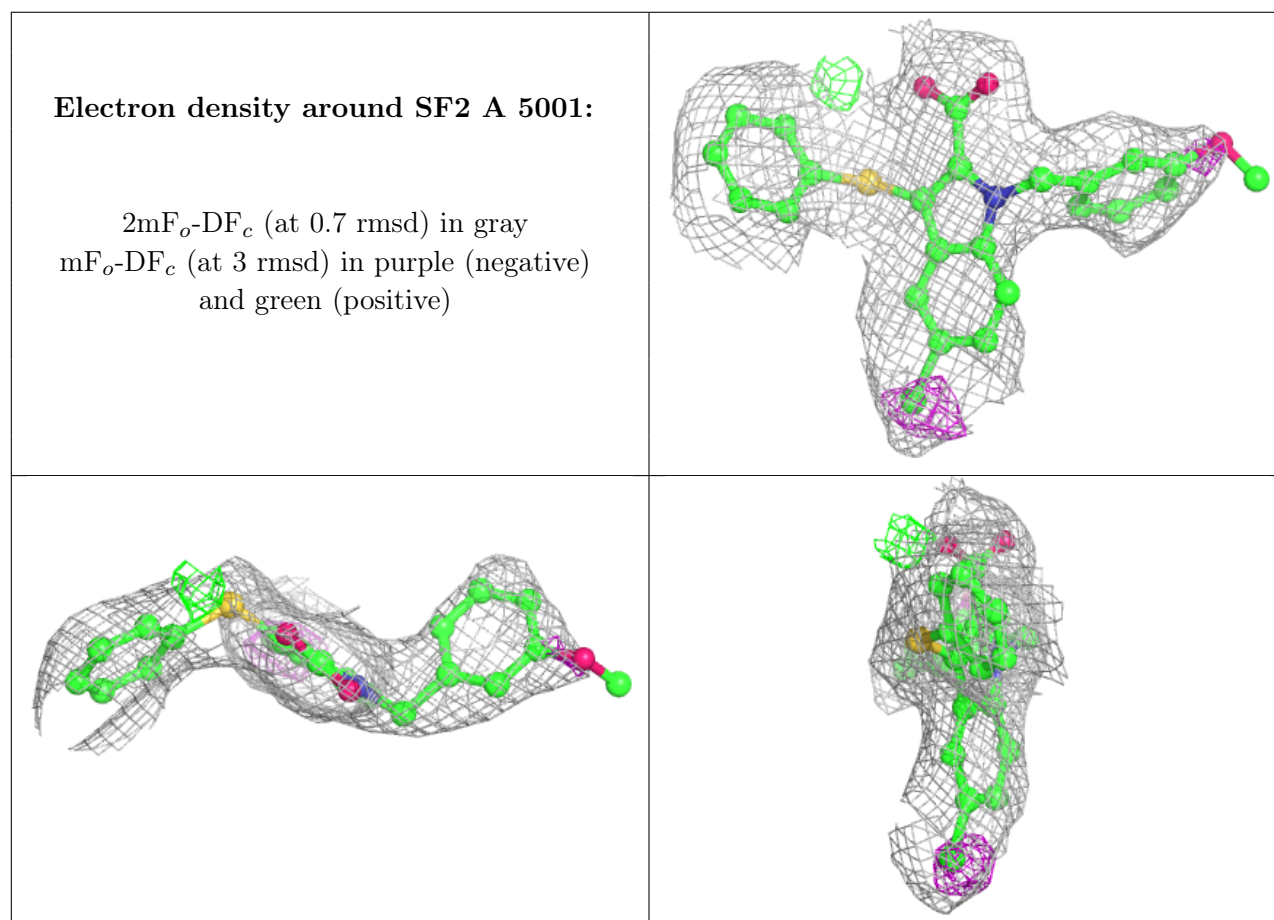 Electron density around SF2 A 5001:
2mFo-DFc (at 0.7 rmsd) in gray
mFo-DFc (at 3 rmsd) in purple (negative)
and green (positive)